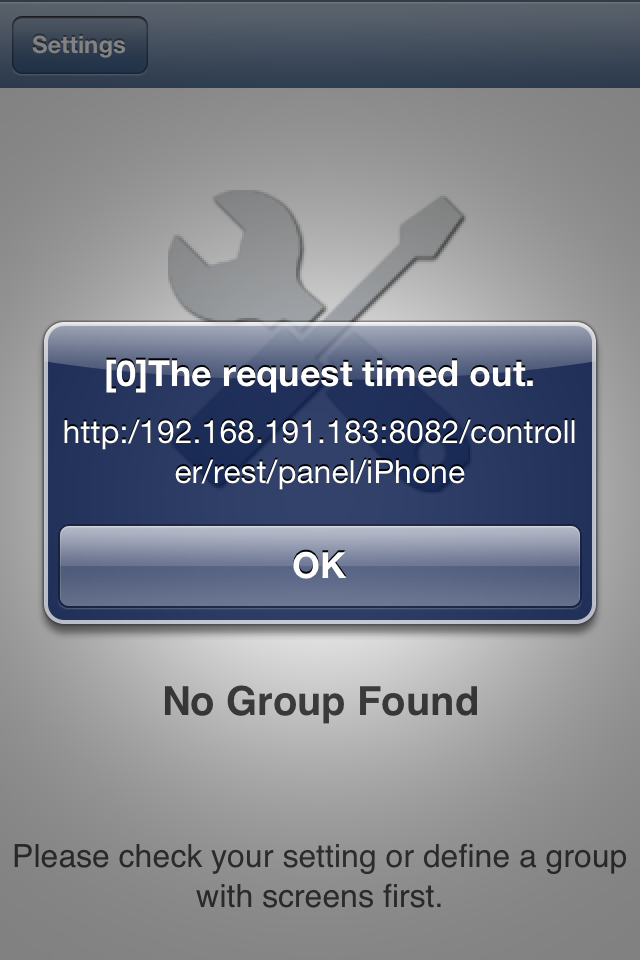 Settings
[0]The request timed out.
http:/192.168.191.183:8082/controll
er/rest/panel/iPhone
OK
No Group Found
Please check your setting or define a group
with screens first.